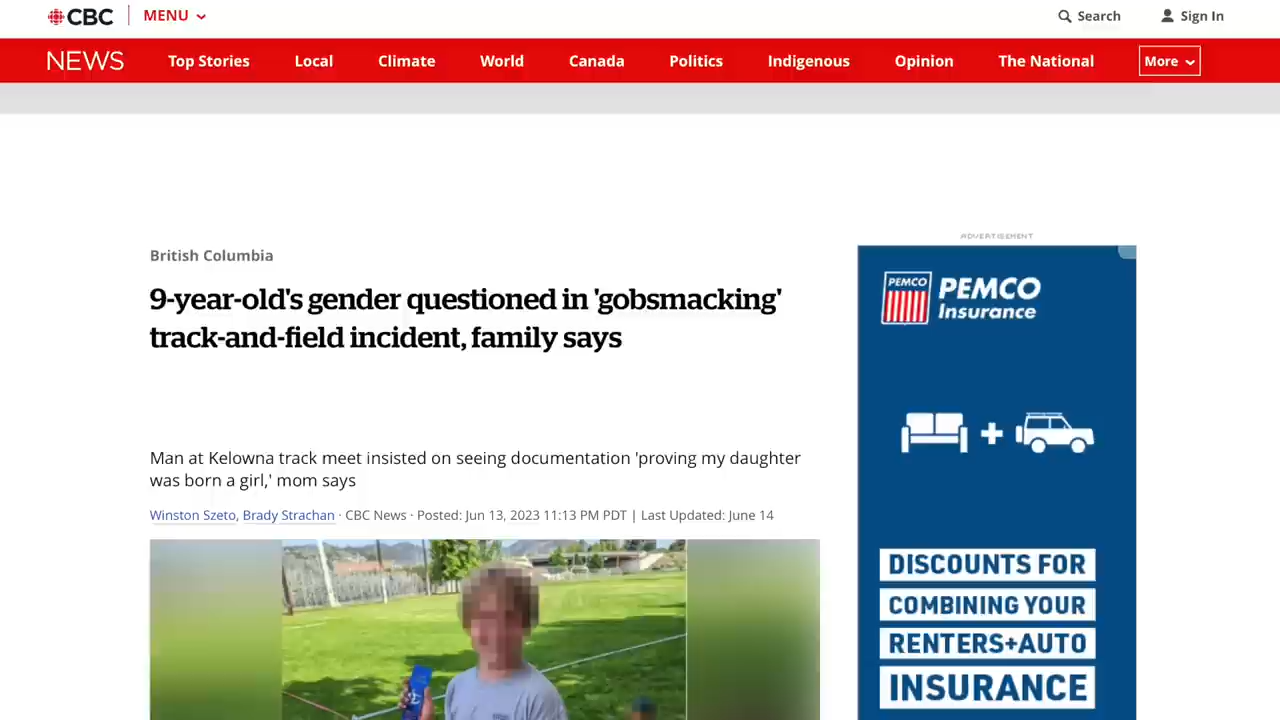 CBC MENU Search Sign In
NEWS Top Stories Local Climate World Canada Politics Indigenous Opinion The National More
ADVERTISEMENT
British Columbia
9-year-old's gender questioned in 'gobsmacking'
track-and-field incident, family says
Man at Kelowna track meet insisted on seeing documentation 'proving my daughter
was born a girl,' mom says
Winston Szeto, Brady Strachan · CBC News · Posted: Jun 13, 2023 11:13 PM PDT | Last Updated: June 14
PEMCO
PEMCO
Insurance
+
DISCOUNTS FOR
COMBINING YOUR
RENTERS+AUTO
INSURANCE